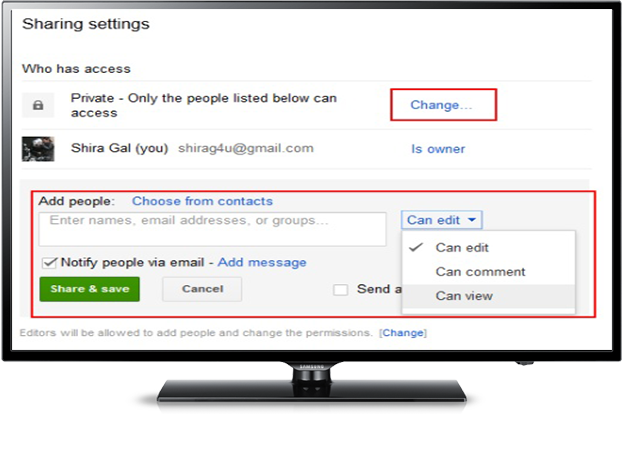 Sharing settings
Who has access
Private - Only the people listed below can
access
Change...
Shira Gal (you) shirag4u@gmail.com
Is owner
Add people: Choose from contacts
Enter names, email addresses, or groups...
Can edit
Can edit
Notify people via email - Add message
Can comment
Share & save
Cancel
Send a
Can view
Editors will be allowed to add people and change the permissions. [Change]
SAMSUNG